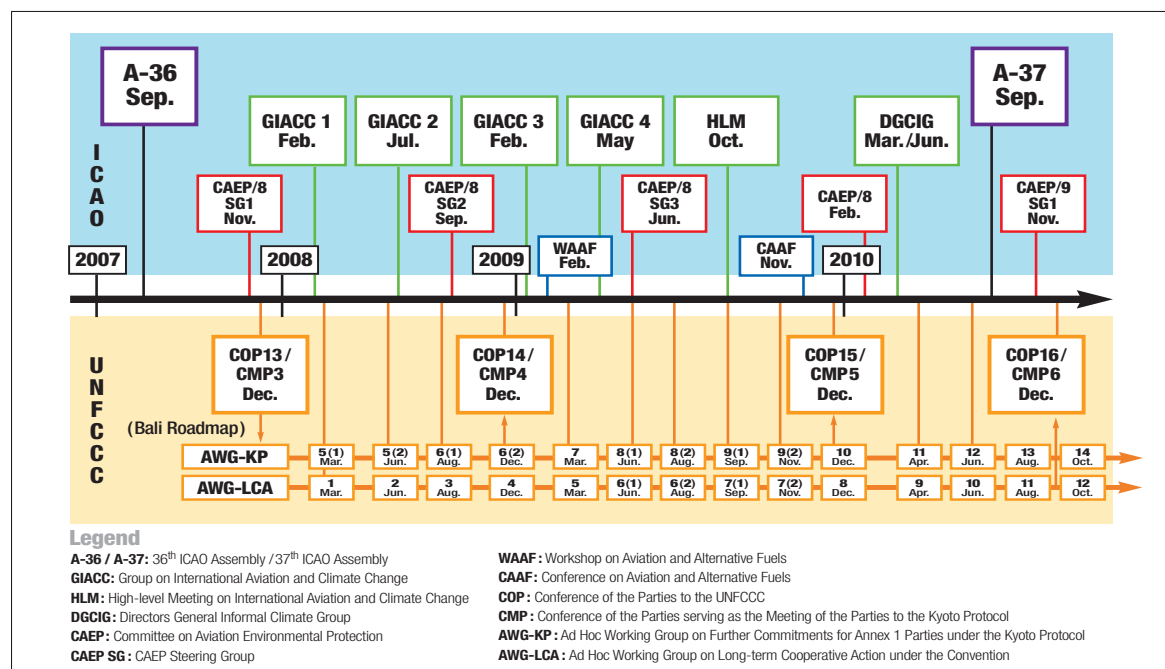 A-36
Sep.
A-37
Sep.
GIACC 1
Feb.
GIACC 2
Jul.
GIACC 3
Feb.
GIACC 4
May
HLM
Oct.
DGCIG
Mar./Jun.
ICAO
CAEP/8
SG1
Nov.
CAEP/8
SG2
Sep.
CAEP/8
SG3
Jun.
CAEP/8
Feb.
CAEP/9
SG1
Nov.
WAAF
Feb.
CAAF
Nov.
2007
2008
2009
2010
UNFCCC
COP13 /
CMP3
Dec.
COP14 /
CMP4
Dec.
COP15 /
CMP5
Dec.
COP16 /
CMP6
Dec.
(Bali Roadmap)
AWG-KP
5 (1)
Mar.
5 (2)
Jun.
6 (1)
Aug.
6 (2)
Dec.
7
Mar.
8 (1)
Jun.
8 (2)
Aug.
9 (1)
Sep.
9 (2)
Nov.
10
Dec.
11
Apr.
12
Jun.
13
Aug.
14
Oct.
AWG-LCA
1
Mar.
2
Jun.
3
Aug.
4
Dec.
5
Mar.
6 (1)
Jun.
6 (2)
Aug.
7 (1)
Sep.
7 (2)
Nov.
8
Dec.
9
Apr.
10
Jun.
11
Aug.
12
Oct.
Legend
A-36 / A-37: 36th ICAO Assembly / 37th ICAO Assembly
GIACC: Group on International Aviation and Climate Change
HLM: High-level Meeting on International Aviation and Climate Change
DGCIG: Directors General Informal Climate Group
CAEP: Committee on Aviation Environmental Protection
CAEP SG : CAEP Steering Group
WAAF : Workshop on Aviation and Alternative Fuels
CAAF : Conference on Aviation and Alternative Fuels
COP : Conference of the Parties to the UNFCCC
CMP : Conference of the Parties serving as the Meeting of the Parties to the Kyoto Protocol
AWG-KP : Ad Hoc Working Group on Further Commitments for Annex 1 Parties under the Kyoto Protocol
AWG-LCA : Ad Hoc Working Group on Long-term Cooperative Action under the Convention